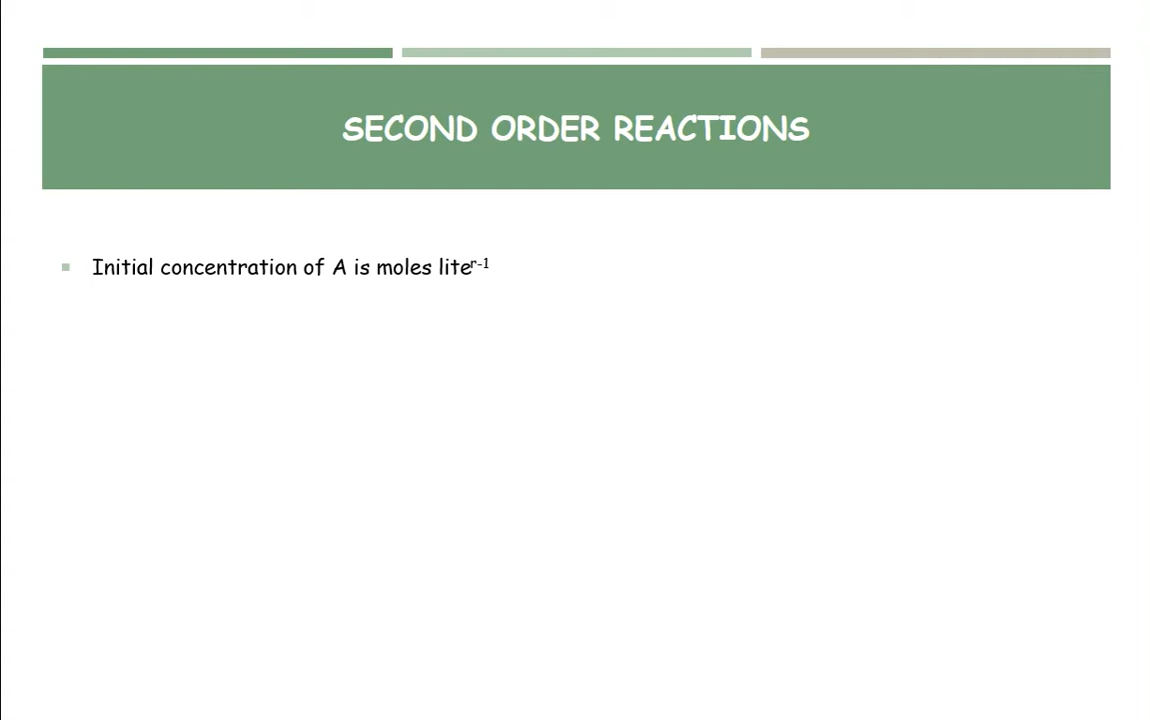 SECOND ORDER REACTIONS
Initial concentration of A is moles liter-1